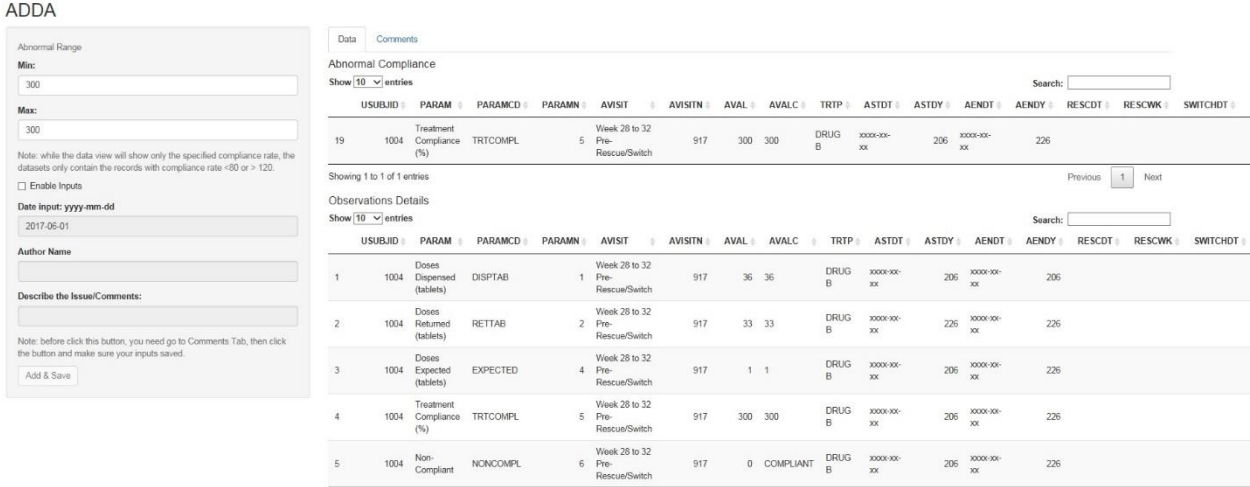 ADDA
Abnormal Range
Min:
300
Max:
300
Note: while the data view will show only the specified compliance rate, the
datasets only contain the records with compliance rate <80 or > 120.
Enable Inputs
Date input: yyyy-mm-dd
2017-06-01
Author Name
Describe the Issue/Comments:
Note: before click this button, you need go to Comments Tab, then click
the button and make sure your inputs saved.
Add & Save
Data Comments
Abnormal Compliance
Show 10 entries
Search:
USUBJID PARAM PARAMCD PARAMN AVISIT AVISITN AVAL AVALC TRTP ASTDT ASTDY AENDT AENDY RESCDT RESCWK SWITCHDT
Treatment Week 28 to 32
19 1004 Compliance TRTCOMPL 5 Pre- 917 300 300 DRUG xxxx-xx- 206 xxxx-xx- 226
(%) Rescue/Switch B xx xx
Showing 1 to 1 of 1 entries
Previous 1 Next
Observations Details
Show 10 entries
Search:
USUBJID PARAM PARAMCD PARAMN AVISIT AVISITN AVAL AVALC TRTP ASTDT ASTDY AENDT AENDY RESCDT RESCWK SWITCHDT
Doses Week 28 to 32
1 1004 Dispensed DISPTAB 1 Pre- 917 36 36 DRUG xxxx-xx- 206 xxxx-xx- 206
(tablets) Rescue/Switch B xx xx
Doses Week 28 to 32
2 1004 Returned RETTAB 2 Pre- 917 33 33 DRUG xxxx-xx- 226 xxxx-xx- 226
(tablets) Rescue/Switch B xx xx
Doses Week 28 to 32
3 1004 Expected EXPECTED 4 Pre- 917 1 1 DRUG xxxx-xx- 206 xxxx-xx- 226
(tablets) Rescue/Switch B xx xx
Treatment Week 28 to 32
4 1004 Compliance TRTCOMPL 5 Pre- 917 300 300 DRUG xxxx-xx- 206 xxxx-xx- 226
(%) Rescue/Switch B xx xx
Non- Week 28 to 32
5 1004 Compliant NONCOMPL 6 Pre- 917 0 COMPLIANT DRUG xxxx-xx- 206 xxxx-xx- 226
Rescue/Switch B xx xx